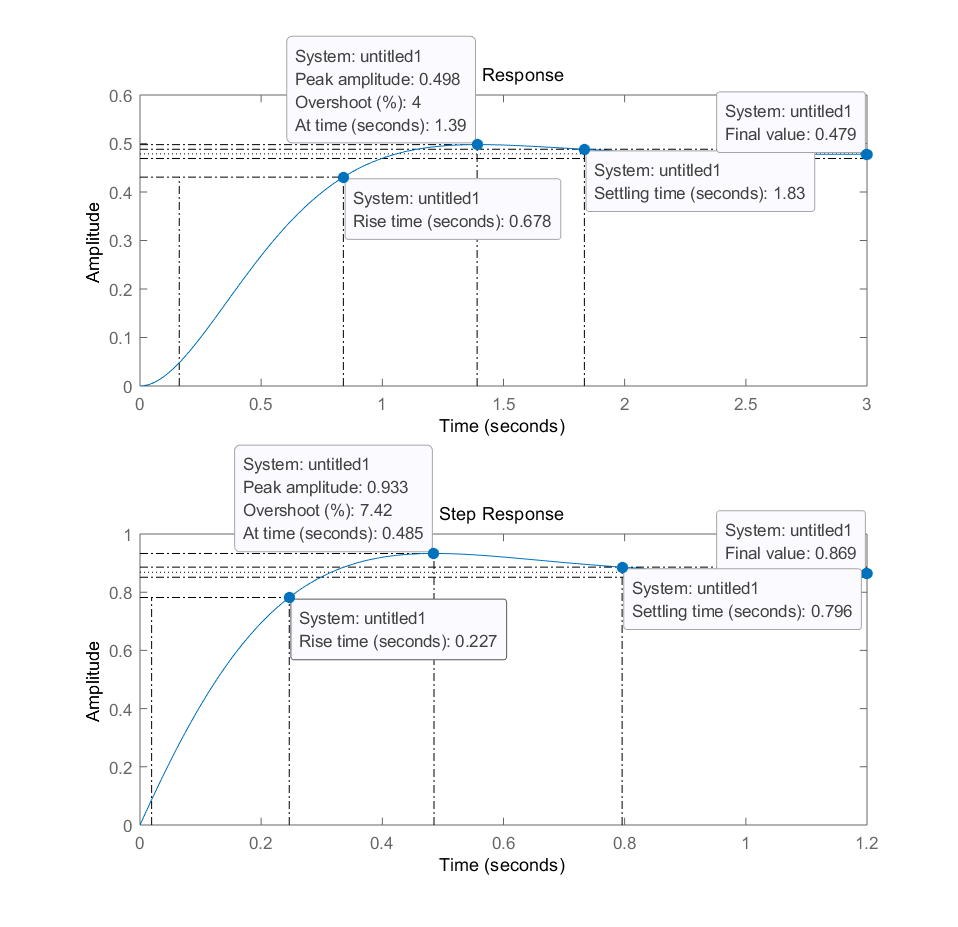 System: untitled1
Peak amplitude: 0.498
Overshoot (%): 4
At time (seconds): 1.39
Response
System: untitled1
Final value: 0.479
System: untitled1
Settling time (seconds): 1.83
System: untitled1
Rise time (seconds): 0.678
0.6
0.5
0.4
0.3
0.2
0.1
0
Amplitude
0 0.5 1 1.5 2 2.5 3
Time (seconds)
System: untitled1
Peak amplitude: 0.933
Overshoot (%): 7.42
At time (seconds): 0.485
Step Response
System: untitled1
Final value: 0.869
System: untitled1
Settling time (seconds): 0.796
System: untitled1
Rise time (seconds): 0.227
1
0.8
0.6
0.4
0.2
0
Amplitude
0 0.2 0.4 0.6 0.8 1 1.2
Time (seconds)